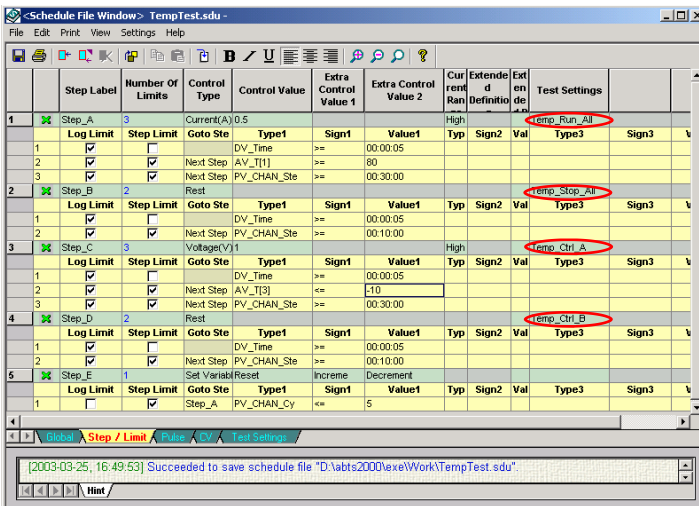 <Schedule File Window> TempTest.sdu -
File Edit Print View Settings Help
B I U
Step Label Number Of Limits Control Type Control Value Extra Control Value 1 Extra Control Value 2 Cur rent Ran Extende d Definitio Ext en de Test Settings
1 Step_A 3 Current(A) 0.5 High Temp_Run_All
Log Limit Step Limit Goto Ste Type1 Sign1 Value1 Typ Sign2 Val Type3 Sign3 V
1 DV_Time >= 00:00:05
2 Next Step AV_T[1] >= 80
3 Next Step PV_CHAN_Ste >= 00:30:00
2 Step_B 2 Rest Temp_Stop_All
Log Limit Step Limit Goto Ste Type1 Sign1 Value1 Typ Sign2 Val Type3 Sign3 V
1 DV_Time >= 00:00:05
2 Next Step PV_CHAN_Ste >= 00:10:00
3 Step_C 3 Voltage(V) 1 High Temp_Ctrl_A
Log Limit Step Limit Goto Ste Type1 Sign1 Value1 Typ Sign2 Val Type3 Sign3 V
1 DV_Time >= 00:00:05
2 Next Step AV_T[3] <= -10
3 Next Step PV_CHAN_Ste >= 00:30:00
4 Step_D 2 Rest Temp_Ctrl_B
Log Limit Step Limit Goto Ste Type1 Sign1 Value1 Typ Sign2 Val Type3 Sign3 V
1 DV_Time >= 00:00:05
2 Next Step PV_CHAN_Ste >= 00:10:00
5 Step_E 1 Set Variabl Reset Increme Decrement
Log Limit Step Limit Goto Ste Type1 Sign1 Value1 Typ Sign2 Val Type3 Sign3 V
1 Step_A PV_CHAN_Cy <= 5
Global Step / Limit Pulse CV Test Settings
[2003-03-25, 16:49:53] Succeeded to save schedule file "D:\abts2000\exe\Work\TempTest.sdu".
Hint